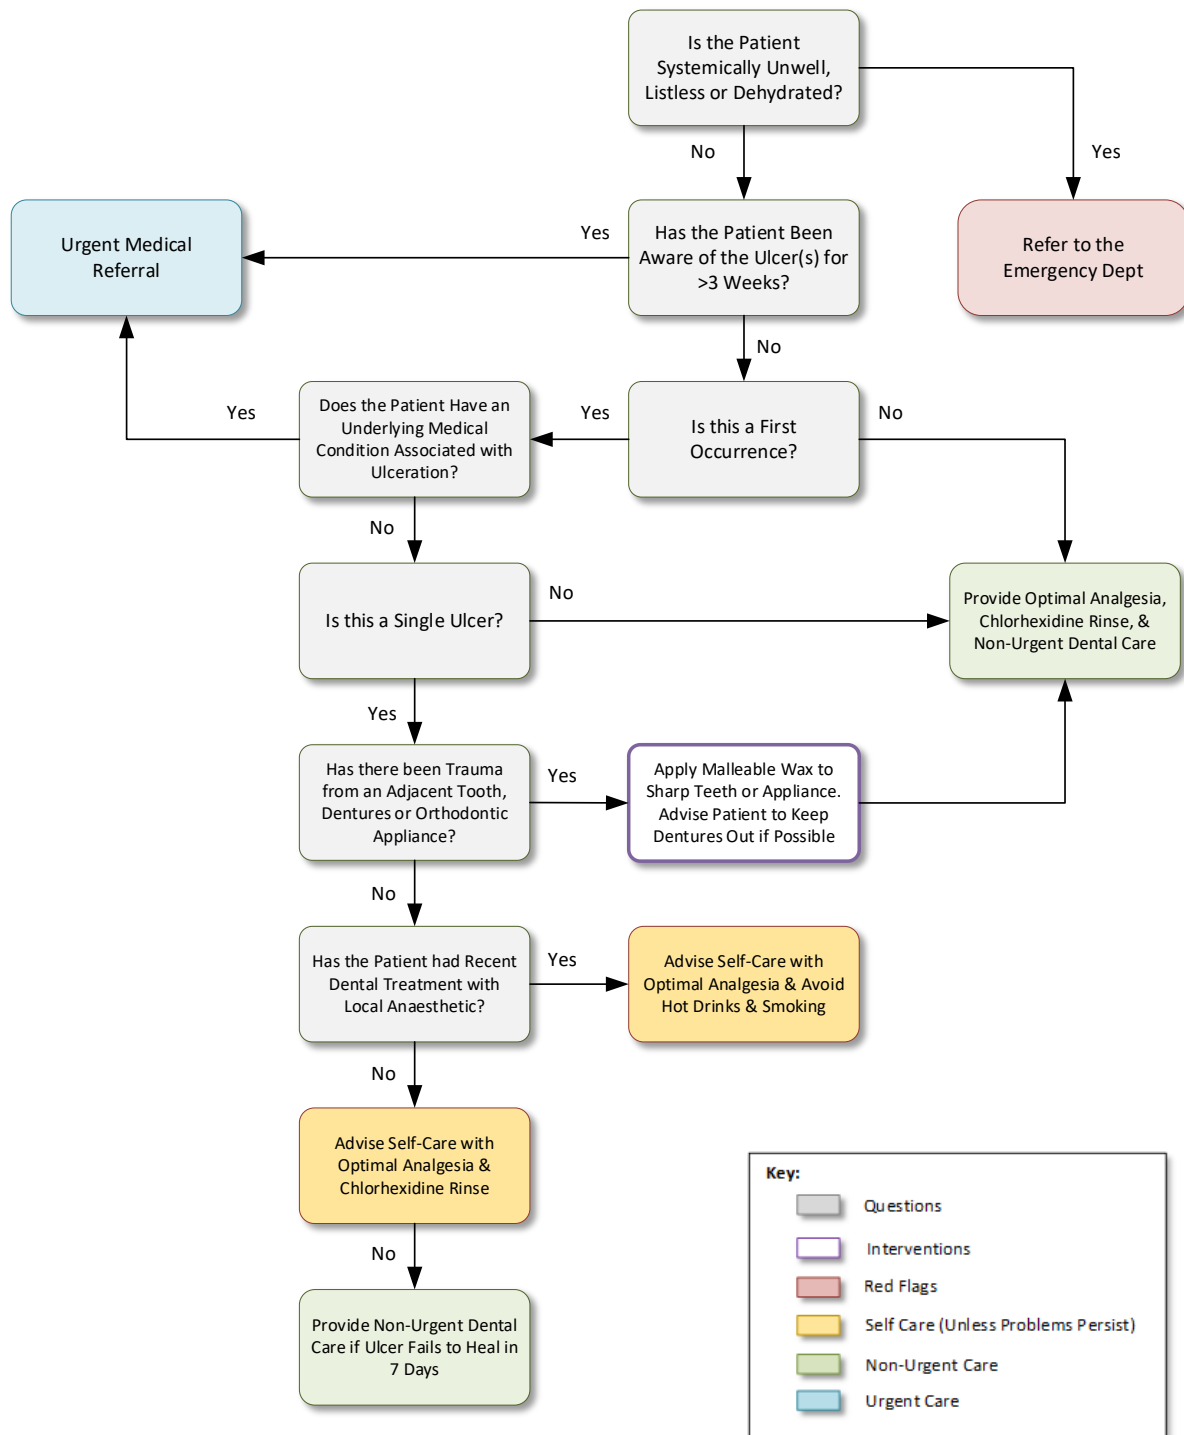 Is the Patient
Systemically Unwell,
Listless or Dehydrated?
No
Yes
Urgent Medical
Referral
Yes
Has the Patient Been
Aware of the Ulcer(s) for
>3 Weeks?
Refer to the
Emergency Dept
No
Does the Patient Have an
Underlying Medical
Condition Associated with
Ulceration?
Yes
Yes
Is this a First
Occurrence?
No
No
Is this a Single Ulcer?
No
Provide Optimal Analgesia,
Chlorhexidine Rinse, &
Non-Urgent Dental Care
Yes
Has there been Trauma
from an Adjacent Tooth,
Dentures or Orthodontic
Appliance?
Yes
Apply Malleable Wax to
Sharp Teeth or Appliance.
Advise Patient to Keep
Dentures Out if Possible
No
Has the Patient had Recent
Dental Treatment with
Local Anaesthetic?
Yes
Advise Self-Care with
Optimal Analgesia & Avoid
Hot Drinks & Smoking
No
Advise Self-Care with
Optimal Analgesia &
Chlorhexidine Rinse
No
Provide Non-Urgent Dental
Care if Ulcer Fails to Heal in
7 Days
Key:
Questions
Interventions
Red Flags
Self Care (Unless Problems Persist)
Non-Urgent Care
Urgent Care